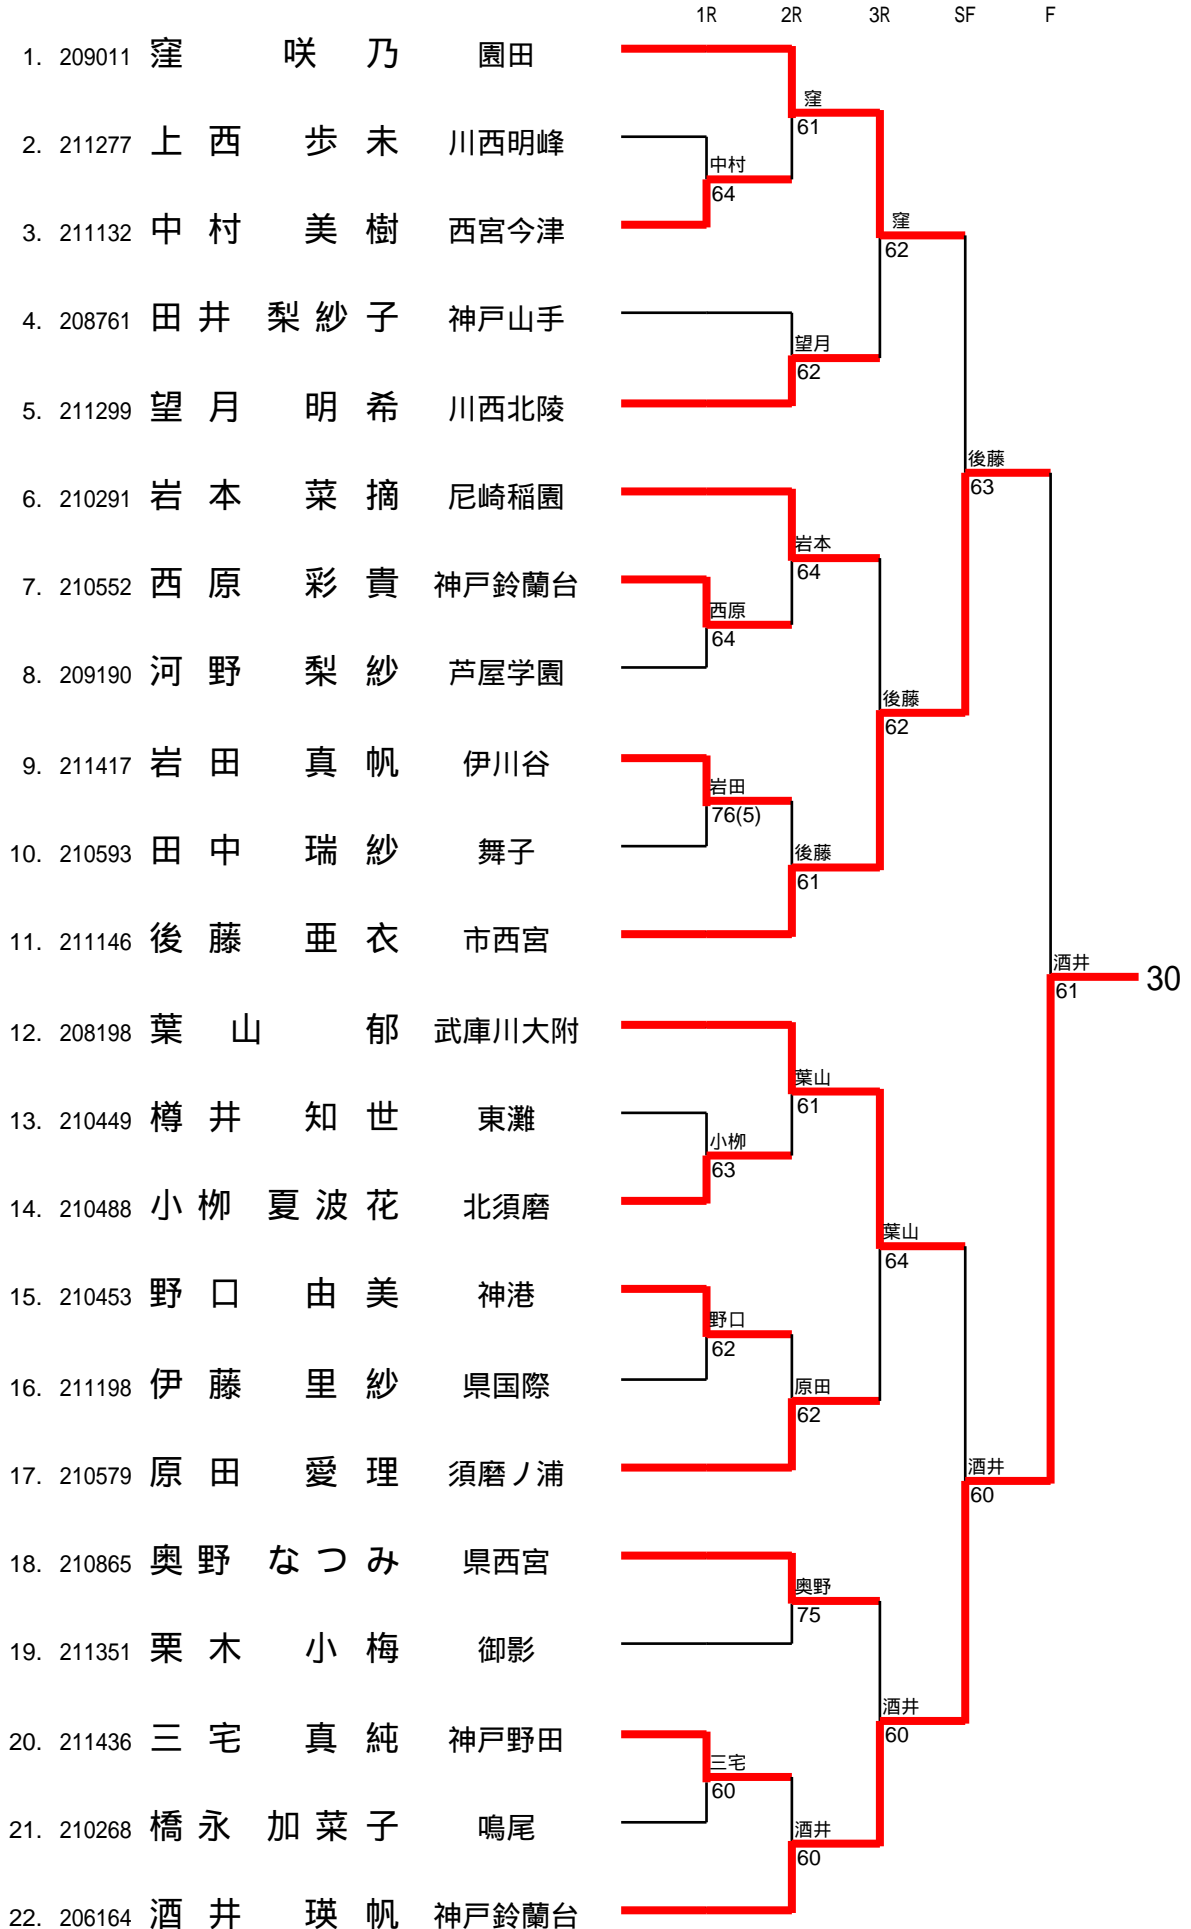 1R 2R 3R SF F
1. 209011 窪 咲 乃 園田
窪
61
2. 211277 上 西 歩 未 川西明峰
中村
64
3. 211132 中 村 美 樹 西宮今津
窪
62
4. 208761 田 井 梨 紗 子 神戸山手
望月
62
5. 211299 望 月 明 希 川西北陵
後藤
63
6. 210291 岩 本 菜 摘 尼崎稲園
岩本
64
7. 210552 西 原 彩 貴 神戸鈴蘭台
西原
64
8. 209190 河 野 梨 紗 芦屋学園
後藤
62
9. 211417 岩 田 真 帆 伊川谷
岩田
76(5)
10. 210593 田 中 瑞 紗 舞子
後藤
61
11. 211146 後 藤 亜 衣 市西宮
酒井
61
30
12. 208198 葉 山 郁 武庫川大附
葉山
61
13. 210449 樽 井 知 世 東灘
小栁
63
14. 210488 小 栁 夏 波 花 北須磨
葉山
64
15. 210453 野 口 由 美 神港
野口
62
16. 211198 伊 藤 里 紗 県国際
原田
62
17. 210579 原 田 愛 理 須磨ノ浦
酒井
60
18. 210865 奥 野 な つ み 県西宮
奥野
75
19. 211351 栗 木 小 梅 御影
酒井
60
20. 211436 三 宅 真 純 神戸野田
三宅
60
21. 210268 橋 永 加 菜 子 鳴尾
酒井
60
22. 206164 酒 井 瑛 帆 神戸鈴蘭台